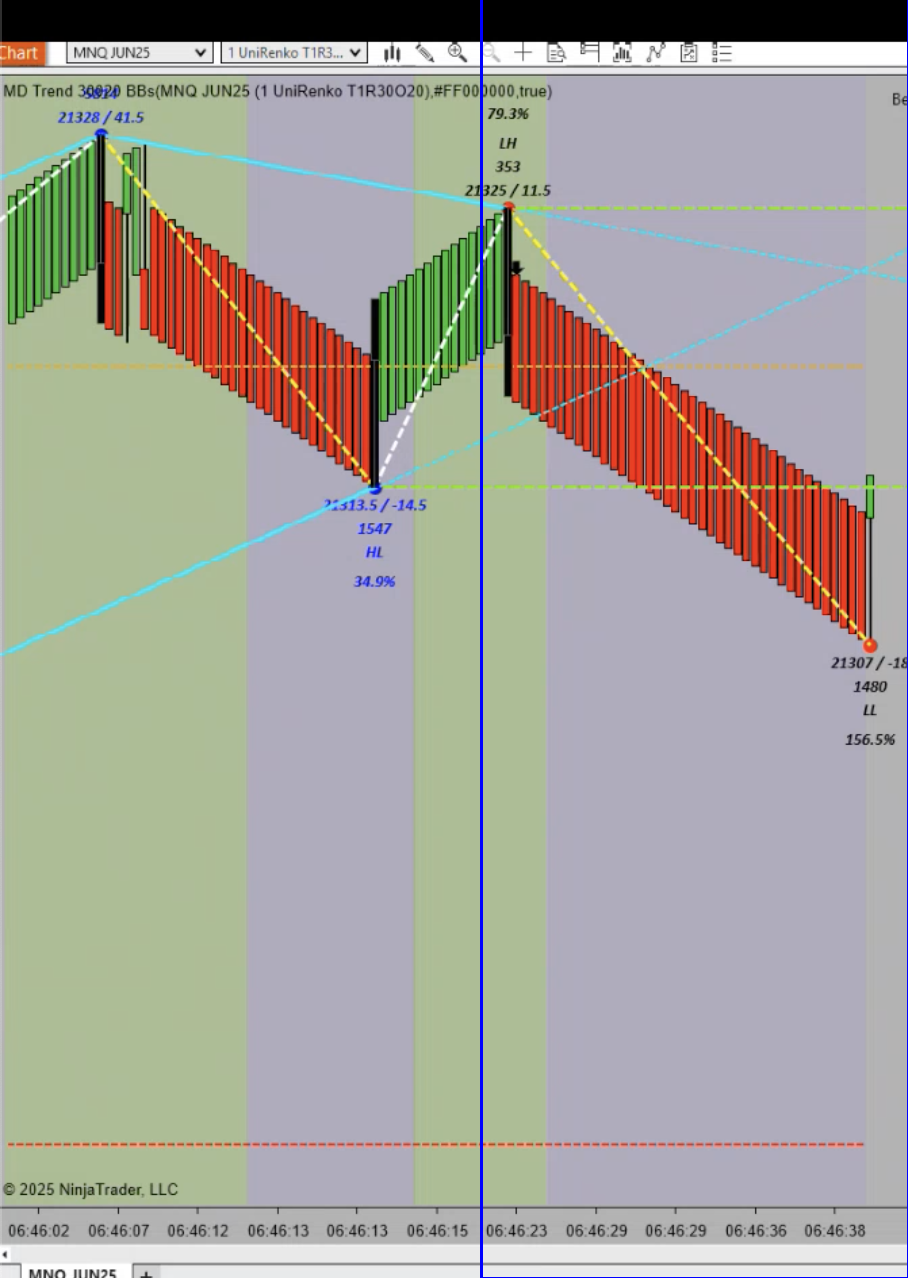 Chart MNQ JUN25 1 UniRenko T1R3...
MD Trend 30020 BBs(MNQ JUN25 (1 UniRenko T1R30O20),#FF000000,true)
Be
21328 / 41.5
79.3%
LH
353
21325 / 11.5
21313.5 / -14.5
1547
HL
34.9%
21307 / -18
1480
LL
156.5%
© 2025 NinjaTrader, LLC
06:46:02 06:46:07 06:46:12 06:46:13 06:46:13 06:46:15 06:46:23 06:46:29 06:46:29 06:46:36 06:46:38
MNQ JUN25 +